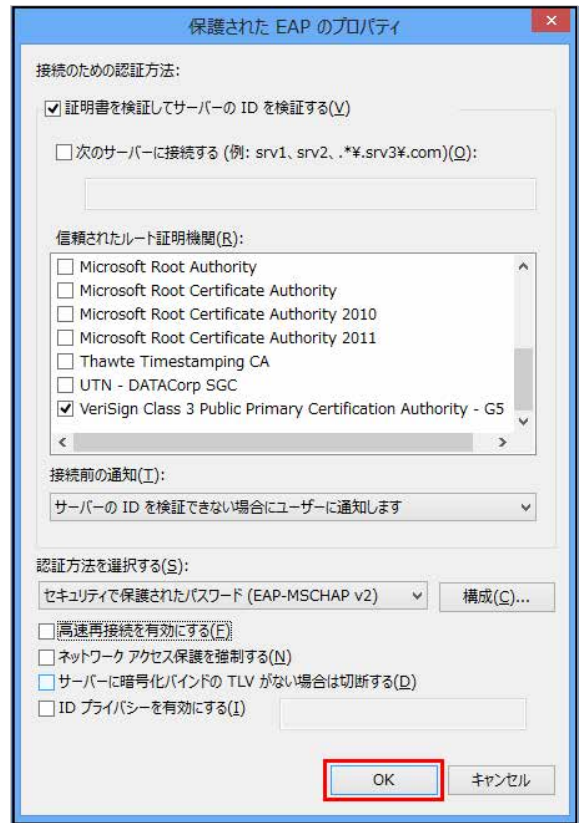 保護された EAP のプロパティ
接続のための認証方法:
証明書を検証してサーバーの ID を検証する(V)
次のサーバーに接続する (例: srv1、srv2、.*¥.srv3¥.com)(O):
信頼されたルート証明機関(R):
Microsoft Root Authority
Microsoft Root Certificate Authority
Microsoft Root Certificate Authority 2010
Microsoft Root Certificate Authority 2011
Thawte Timestamping CA
UTN - DATACorp SGC
VeriSign Class 3 Public Primary Certification Authority - G5
接続前の通知(T):
サーバーの ID を検証できない場合にユーザーに通知します
認証方法を選択する(S):
セキュリティで保護されたパスワード (EAP-MSCHAP v2)
構成(C)...
高速再接続を有効にする(F)
ネットワーク アクセス保護を強制する(N)
サーバーに暗号化バインドの TLV がない場合は切断する(D)
ID プライバシーを有効にする(I)
OK
キャンセル